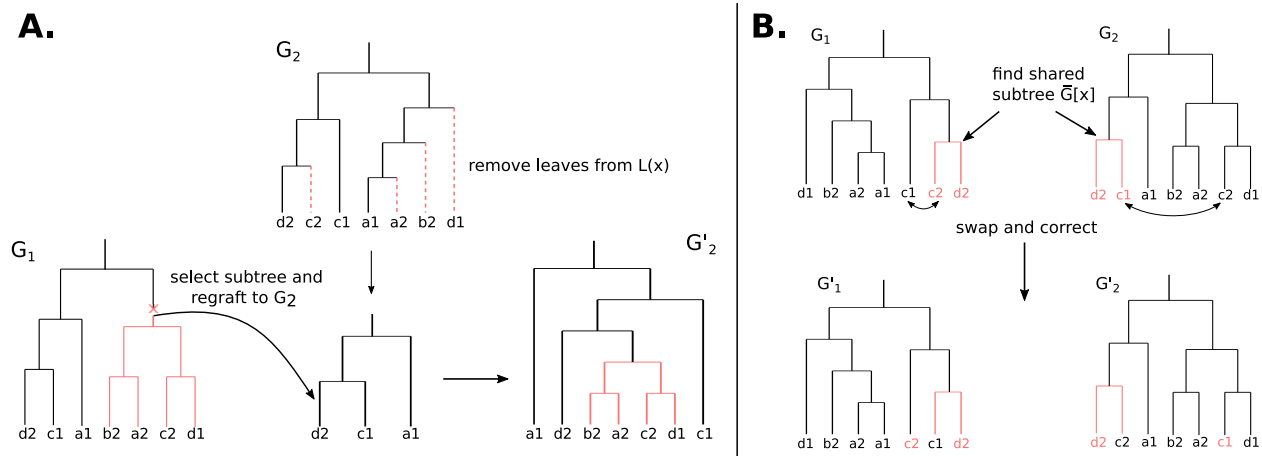 A.
G2
d2 c2 c1 a1 a2 b2 d1
remove leaves from L(x)
G1
x
d2 c1 a1 b2 a2 c2 d1
select subtree and
regraft to G2
d2 c1 a1
G'2
a1 d2 b2 a2 c2 d1 c1
B.
G1
d1 b2 a2 a1 c1 c2 d2
find shared
subtree Ḡ[x]
G2
d2 c1 a1 b2 a2 c2 d1
swap and correct
G'1
d1 b2 a2 a1 c2 c1 d2
G'2
d2 c2 a1 b2 a2 c1 d1